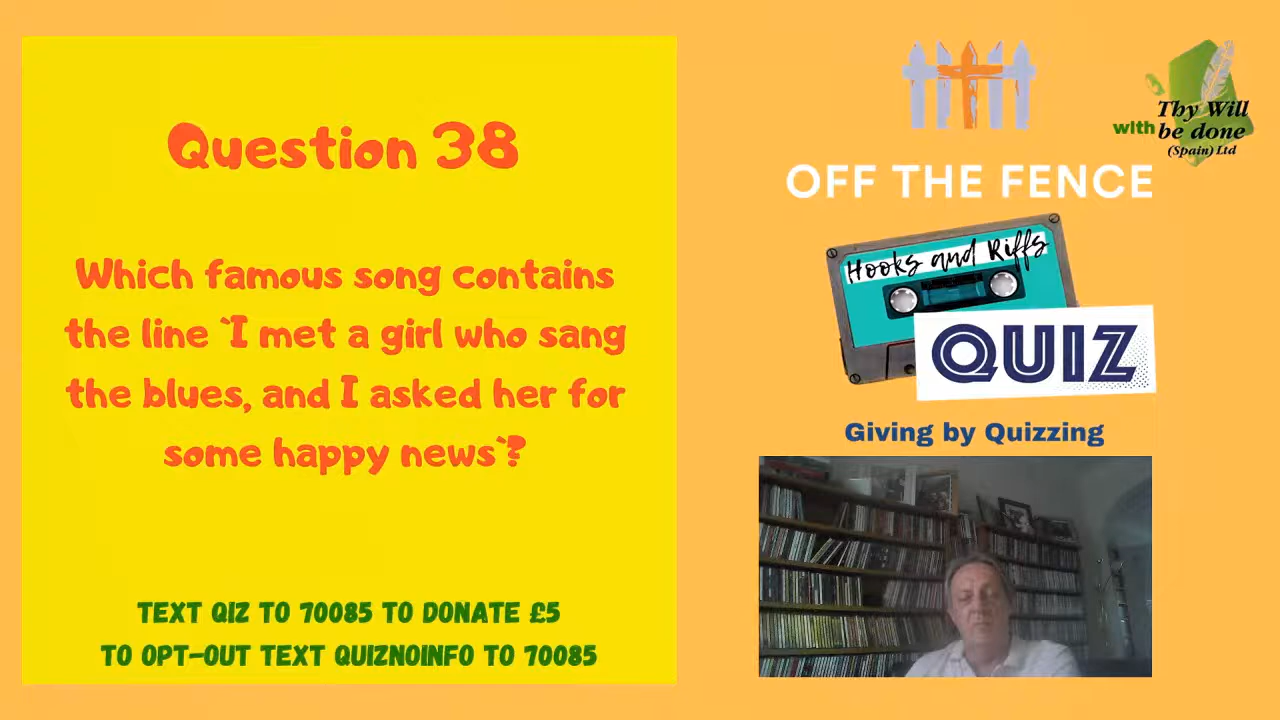 Question 38
Which famous song contains
the line `I met a girl who sang
the blues, and I asked her for
some happy news`?
TEXT QIZ TO 70085 TO DONATE £5
TO OPT-OUT TEXT QUIZNOINFO TO 70085
with Thy Will
be done
(Spain) Ltd
OFF THE FENCE
Hooks and Riffs
QUIZ
Giving by Quizzing